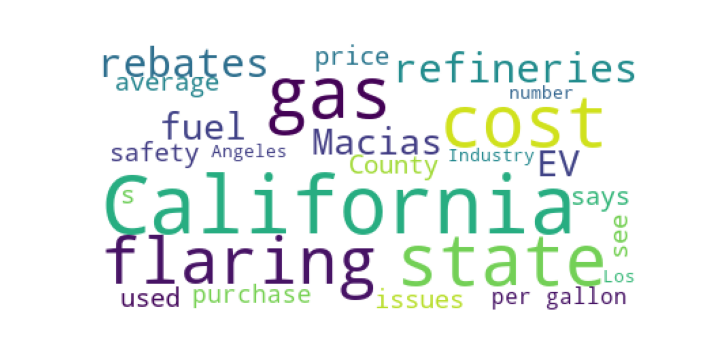 rebates
price
refineries
average
gas
number
fuel
cost
Macias
safety
Angeles
County
Industry
EV
s
California
says
see
flaring
state
Los
used
purchase
issues
per gallon